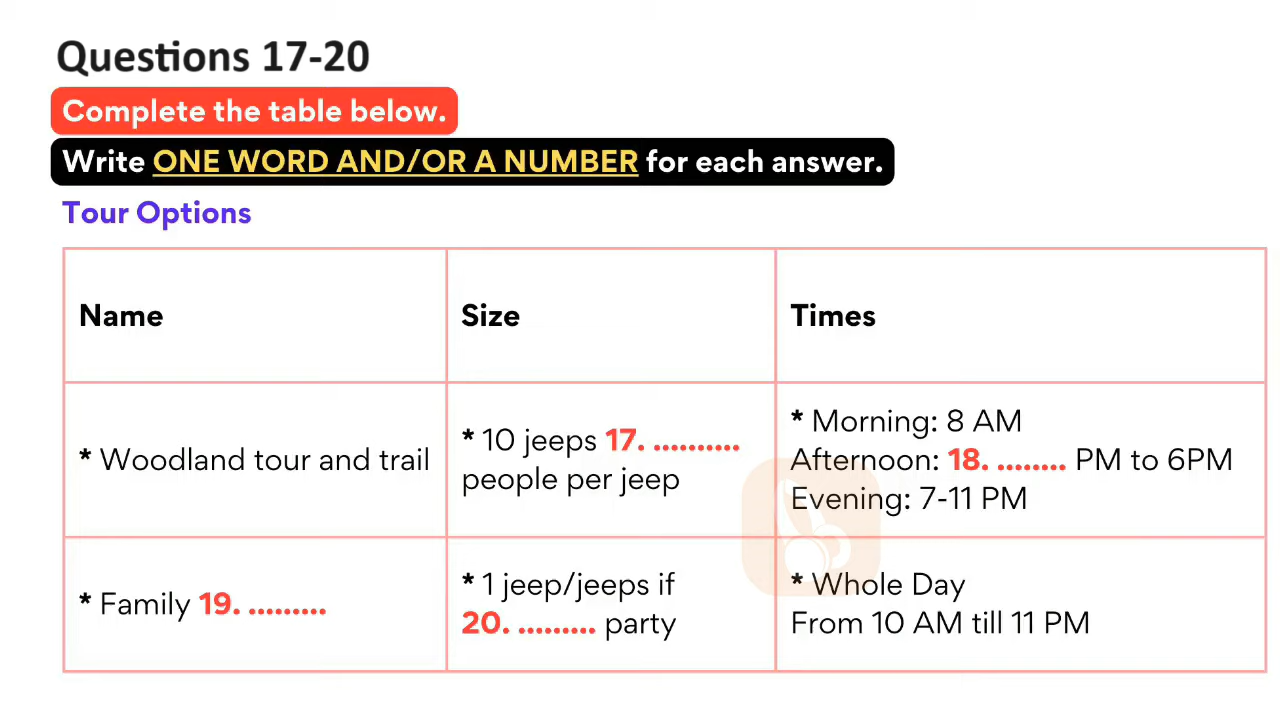 Questions 17-20
Complete the table below.
Write ONE WORD AND/OR A NUMBER for each answer.
Tour Options
Name
Size
Times
* Woodland tour and trail
* 10 jeeps 17. ..........
people per jeep
* Morning: 8 AM
Afternoon: 18. ........ PM to 6PM
Evening: 7-11 PM
* Family 19. .........
* 1 jeep/jeeps if
20. ......... party
* Whole Day
From 10 AM till 11 PM